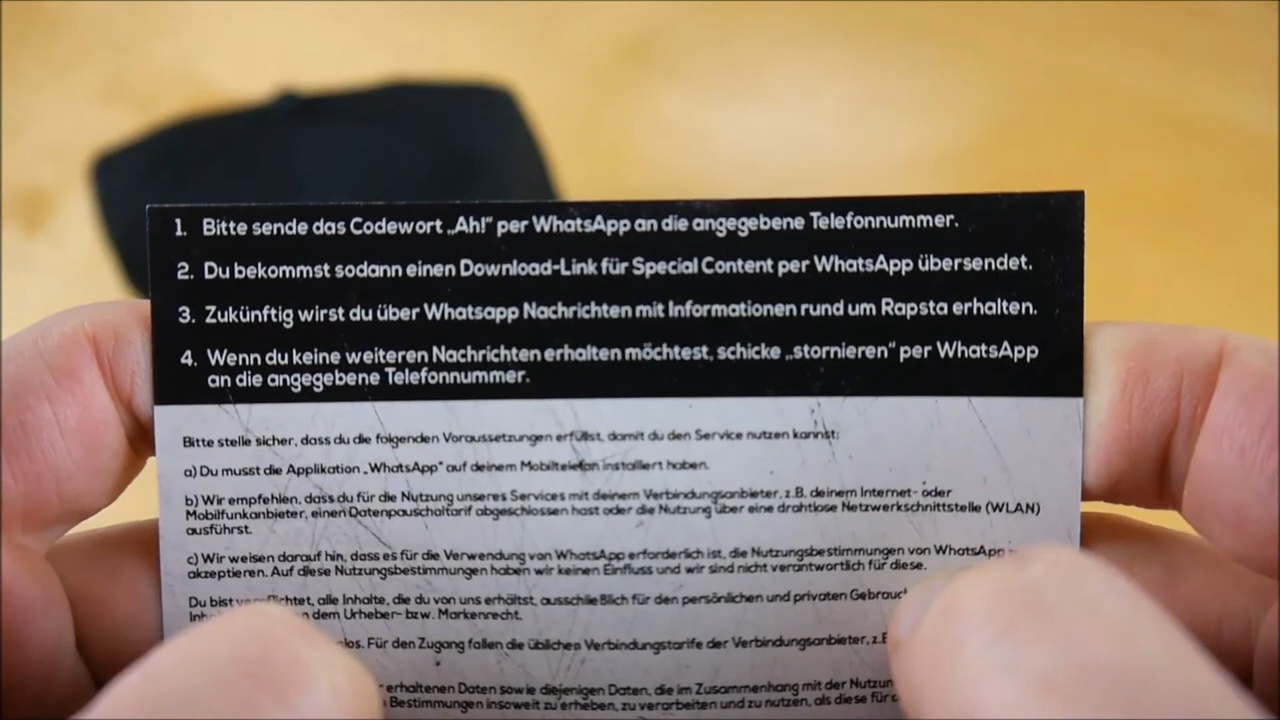 1. Bitte sende das Codewort „Ah!" per WhatsApp an die angegebene Telefonnummer.
2. Du bekommst sodann einen Download-Link für Special Content per WhatsApp übersendet.
3. Zukünftig wirst du über Whatsapp Nachrichten mit Informationen rund um Rapsta erhalten.
4. Wenn du keine weiteren Nachrichten erhalten möchtest, schicke „stornieren" per WhatsApp
an die angegebene Telefonnummer.
Bitte stelle sicher, dass du die folgenden Voraussetzungen erfüllst, damit du den Service nutzen kannst:
a) Du musst die Applikation „WhatsApp" auf deinem Mobiltelefon installiert haben.
b) Wir empfehlen, dass du für die Nutzung unseres Services mit deinem Verbindungsanbieter, z.B. deinem Internet- oder
Mobilfunkanbieter, einen Datenpauschaltarif abgeschlossen hast oder die Nutzung über eine drahtlose Netzwerkschnittstelle (WLAN)
ausführst.
c) Wir weisen darauf hin, dass es für die Verwendung von WhatsApp erforderlich ist, die Nutzungsbestimmungen von WhatsApp
akzeptieren. Auf diese Nutzungsbestimmungen haben wir keinen Einfluss und wir sind nicht verantwortlich für diese.
Du bist verpflichtet, alle Inhalte, die du von uns erhältst, ausschließlich für den persönlichen und privaten
dem Urheber- bzw. Markenrecht.
Für den Zugang fallen die üblichen Verbindungstarife der Verbindungsanbieter,
erhaltenen Daten sowie diejenigen Daten, die im Zusammenhang mit der
Bestimmungen insoweit zu erheben, zu verarbeiten und zu nutzen, als diese für